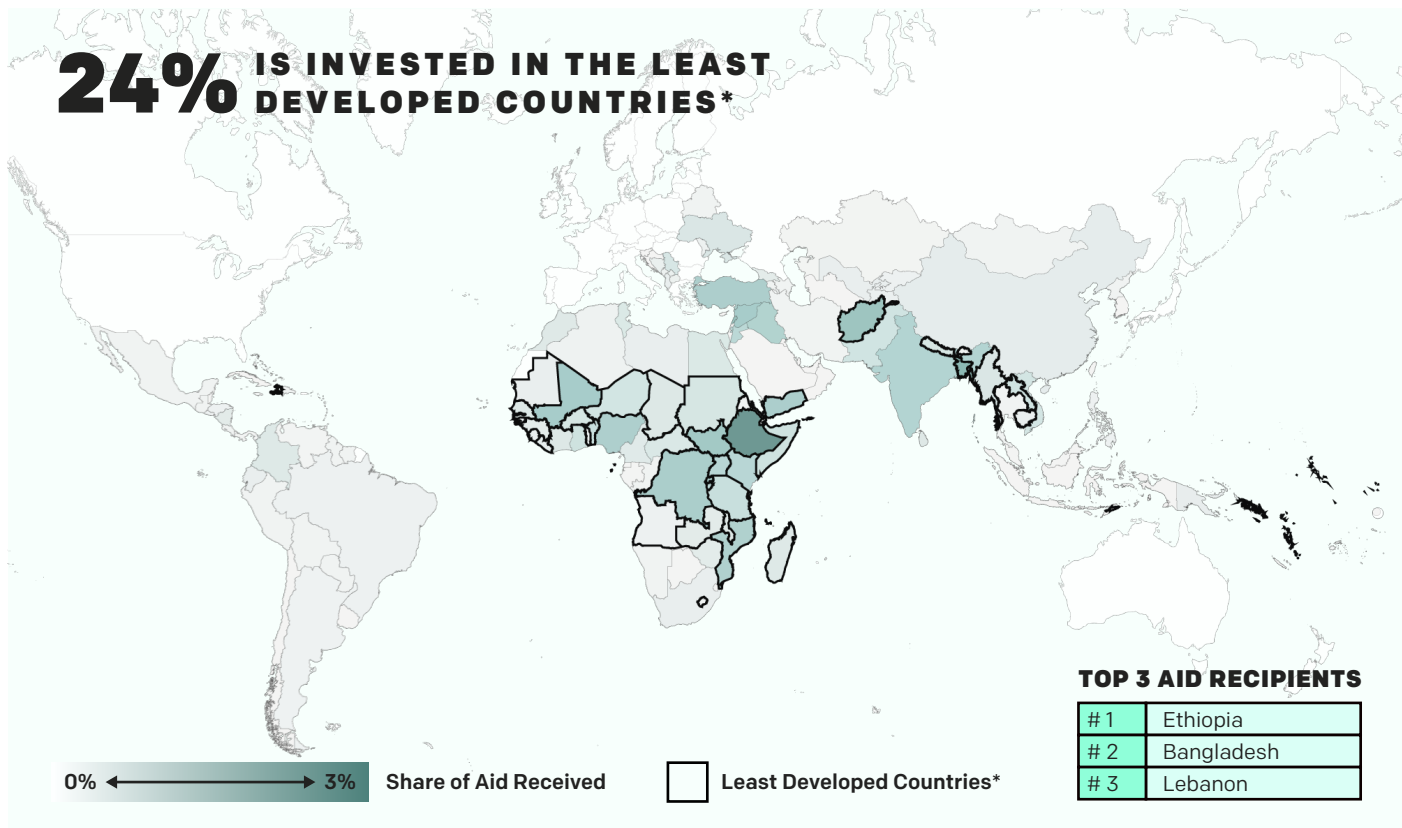 24% IS INVESTED IN THE LEAST
DEVELOPED COUNTRIES*
TOP 3 AID RECIPIENTS
# 1 Ethiopia
# 2 Bangladesh
# 3 Lebanon
0% 3% Share of Aid Received
Least Developed Countries*